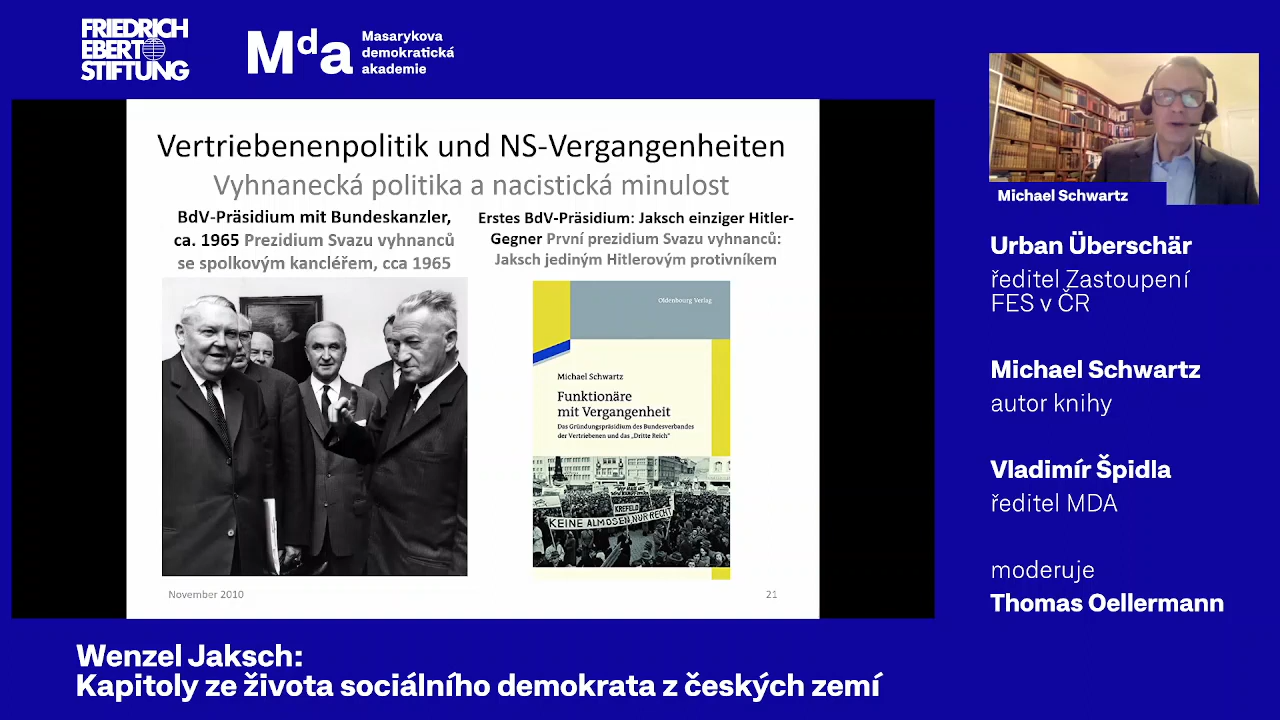 FRIEDRICH
EBERT
STIFTUNG
Mda
Masarykova
demokratická
akademie
Vertriebenenpolitik und NS-Vergangenheiten
Vyhnanecká politika a nacistická minulost
BdV-Präsidium mit Bundeskanzler,
ca. 1965 Prezidium Svazu vyhnanců
se spolkovým kancléřem, cca 1965
Erstes BdV-Präsidium: Jaksch einziger Hitler-
Gegner První prezidium Svazu vyhnanců:
Jaksch jediným Hitlerovým protivníkem
Oldenbourg Verlag
Michael Schwartz
Funktionäre
mit Vergangenheit
Das Gründungspräsidium des Bundesverbandes
der Vertriebenen und das „Dritte Reich"
KREFELD
KEINE ALMOSEN NUR RECHT
November 2010
21
Michael Schwartz
Urban Überschär
ředitel Zastoupení
FES v ČR
Michael Schwartz
autor knihy
Vladimír Špidla
ředitel MDA
moderuje
Thomas Oellermann
Wenzel Jaksch:
Kapitoly ze života sociálního demokrata z českých zemí